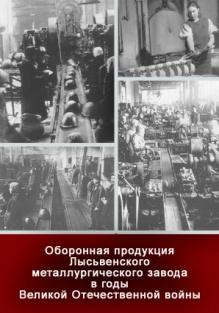 Оборонная продукция
Лысьвенского
металлургического завода
в годы
Великой Отечественной войны